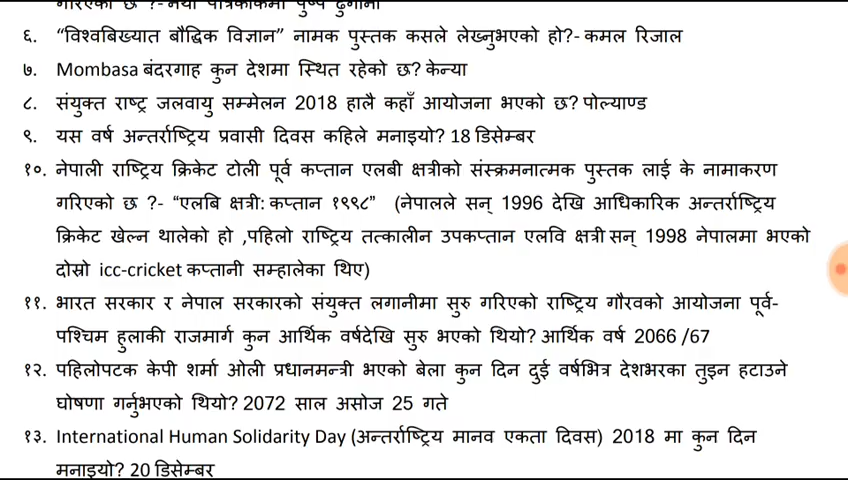 गरिएको छ ?- नयाँ पत्रिकाकमा पुष्प ढुंगाना
६. “विश्वबिख्यात बौद्धिक विज्ञान” नामक पुस्तक कसले लेख्नुभएको हो?- कमल रिजाल
७. Mombasa बंदरगाह कुन देशमा स्थित रहेको छ? केन्या
८. संयुक्त राष्ट्र जलवायु सम्मेलन 2018 हालै कहाँ आयोजना भएको छ? पोल्याण्ड
९. यस वर्ष अन्तर्राष्ट्रिय प्रवासी दिवस कहिले मनाइयो? 18 डिसेम्बर
१०. नेपाली राष्ट्रिय क्रिकेट टोली पूर्व कप्तान एलबी क्षत्रीको संस्क्रमनात्मक पुस्तक लाई के नामाकरण
गरिएको छ ?- “एलबि क्षत्री: कप्तान १९९८” (नेपालले सन् 1996 देखि आधिकारिक अन्तर्राष्ट्रिय
क्रिकेट खेल्न थालेको हो ,पहिलो राष्ट्रिय तत्कालीन उपकप्तान एलवि क्षत्री सन् 1998 नेपालमा भएको
दोस्रो icc-cricket कप्तानी सम्हालेका थिए)
११. भारत सरकार र नेपाल सरकारको संयुक्त लगानीमा सुरु गरिएको राष्ट्रिय गौरवको आयोजना पूर्व-
पश्चिम हुलाकी राजमार्ग कुन आर्थिक वर्षदेखि सुरु भएको थियो? आर्थिक वर्ष 2066 /67
१२. पहिलोपटक केपी शर्मा ओली प्रधानमन्त्री भएको बेला कुन दिन दुई वर्षभित्र देशभरका तुइन हटाउने
घोषणा गर्नुभएको थियो? 2072 साल असोज 25 गते
१३. International Human Solidarity Day (अन्तर्राष्ट्रिय मानव एकता दिवस) 2018 मा कुन दिन
मनाइयो? 20 डिसेम्बर